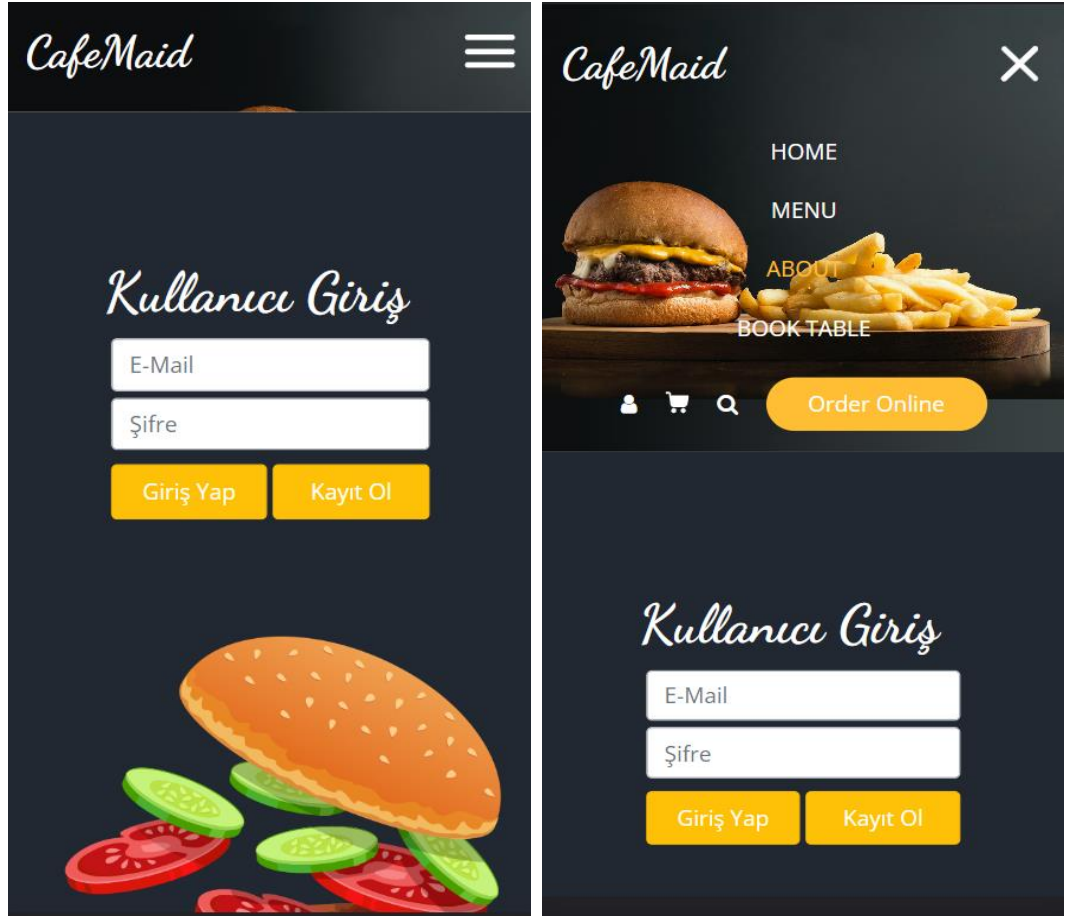 CafeMaid
Kullanıcı Giriş
E-Mail
Şifre
Giriş Yap Kayıt Ol
CafeMaid
HOME
MENU
ABOUT
BOOK TABLE
Order Online
Kullanıcı Giriş
E-Mail
Şifre
Giriş Yap Kayıt Ol